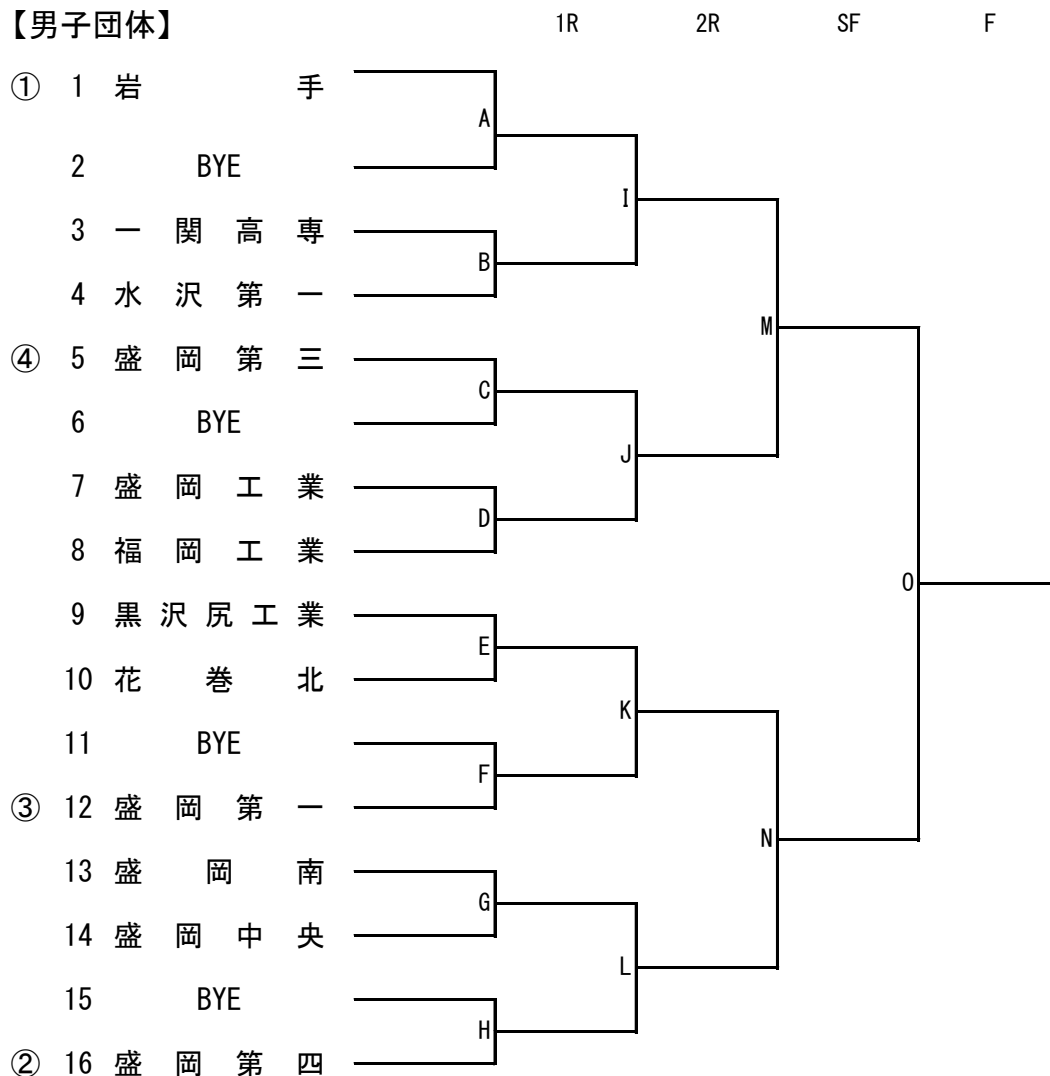 【男子団体】 1R 2R SF F
① 1 岩手
A
2 BYE
I
3 一関高専
B
4 水沢第一
M
④ 5 盛岡第三
C
6 BYE
J
7 盛岡工業
D
8 福岡工業
O
9 黒沢尻工業
E
10 花巻北
K
11 BYE
F
③ 12 盛岡第一
N
13 盛岡南
G
14 盛岡中央
L
15 BYE
H
② 16 盛岡第四